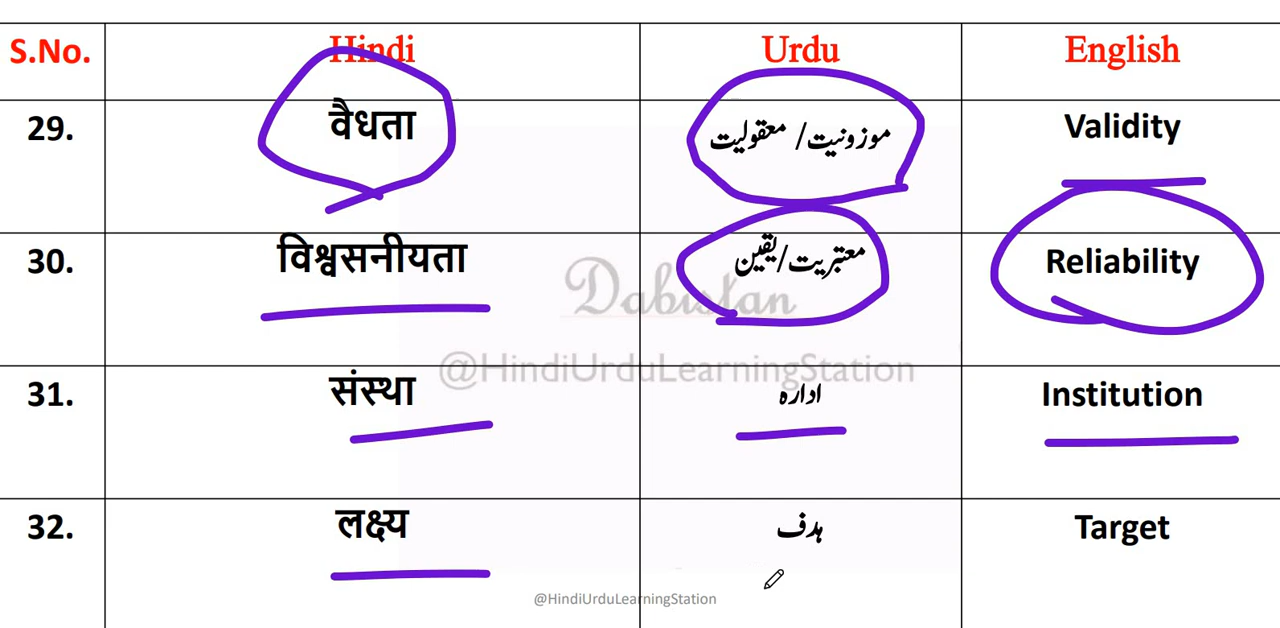 S.No. Hindi Urdu English
29. वैधता موزونیت/ معقولیت Validity
30. विश्वसनीयता معتبریت/یقین Reliability
Dabistan
@HindiUrduLearningStation
31. संस्था ادارہ Institution
32. लक्ष्य ہدف Target
@HindiUrduLearningStation